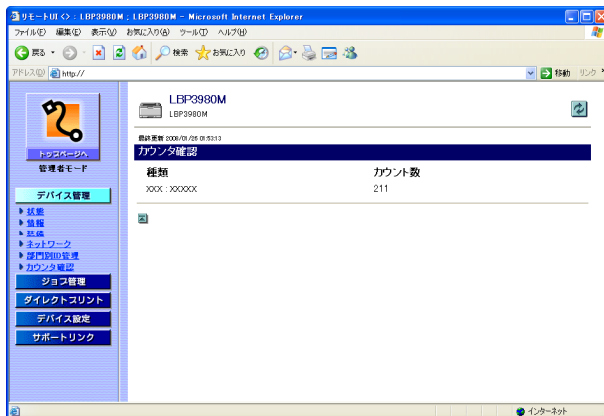 リモートUI <> : LBP3980M ; LBP3980M - Microsoft Internet Explorer
ファイル(F) 編集(E) 表示(V) お気に入り(A) ツール(T) ヘルプ(H)
戻る 検索 お気に入り
アドレス(D) http:// 移動 リンク
LBP3980M
LBP3980M
トップページへ
管理者モード
最終更新 2008/01/26 01:53:13
カウンタ確認
種類 カウント数
XXX : XXXXX 211
デバイス管理
状態
情報
装備
ネットワーク
部門別ID管理
カウンタ確認
ジョブ管理
ダイレクトプリント
デバイス設定
サポートリンク
インターネット